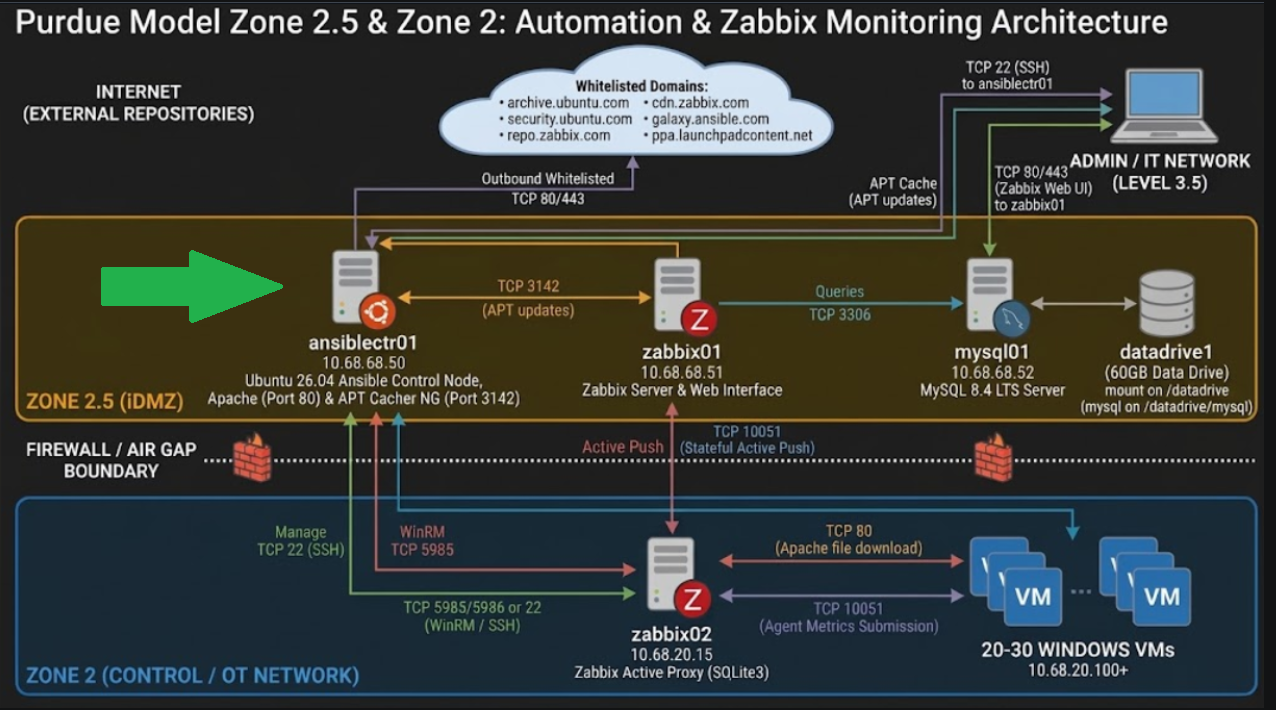 Purdue Model Zone 2.5 & Zone 2: Automation & Zabbix Monitoring Architecture
INTERNET
(EXTERNAL REPOSITORIES)
Whitelisted Domains:
• archive.ubuntu.com • cdn.zabbix.com
• security.ubuntu.com • galaxy.ansible.com
• repo.zabbix.com • ppa.launchpadcontent.net
TCP 22 (SSH)
to ansiblectr01
ADMIN / IT NETWORK
(LEVEL 3.5)
Outbound Whitelisted
TCP 80/443
APT Cache
(APT updates)
TCP 80/443
(Zabbix Web UI)
to zabbix01
TCP 3142
(APT updates)
Queries
TCP 3306
Z
ansiblectr01
10.68.68.50
Ubuntu 26.04 Ansible Control Node,
Apache (Port 80) & APT Cacher NG (Port 3142)
zabbix01
10.68.68.51
Zabbix Server & Web Interface
mysql01
10.68.68.52
MySQL 8.4 LTS Server
datadrive1
(60GB Data Drive)
mount on /datadrive
(mysql on /datadrive/mysql)
ZONE 2.5 (iDMZ)
FIREWALL / AIR GAP
BOUNDARY
Active Push
TCP 10051
(Stateful Active Push)
Manage
TCP 22 (SSH)
WinRM
TCP 5985
TCP 80
(Apache file download)
TCP 5985/5986 or 22
(WinRM / SSH)
Z
TCP 10051
(Agent Metrics Submission)
V V VM ... V V VM
zabbix02
10.68.20.15
Zabbix Active Proxy (SQLite3)
20-30 WINDOWS VMs
10.68.20.100+
ZONE 2 (CONTROL / OT NETWORK)